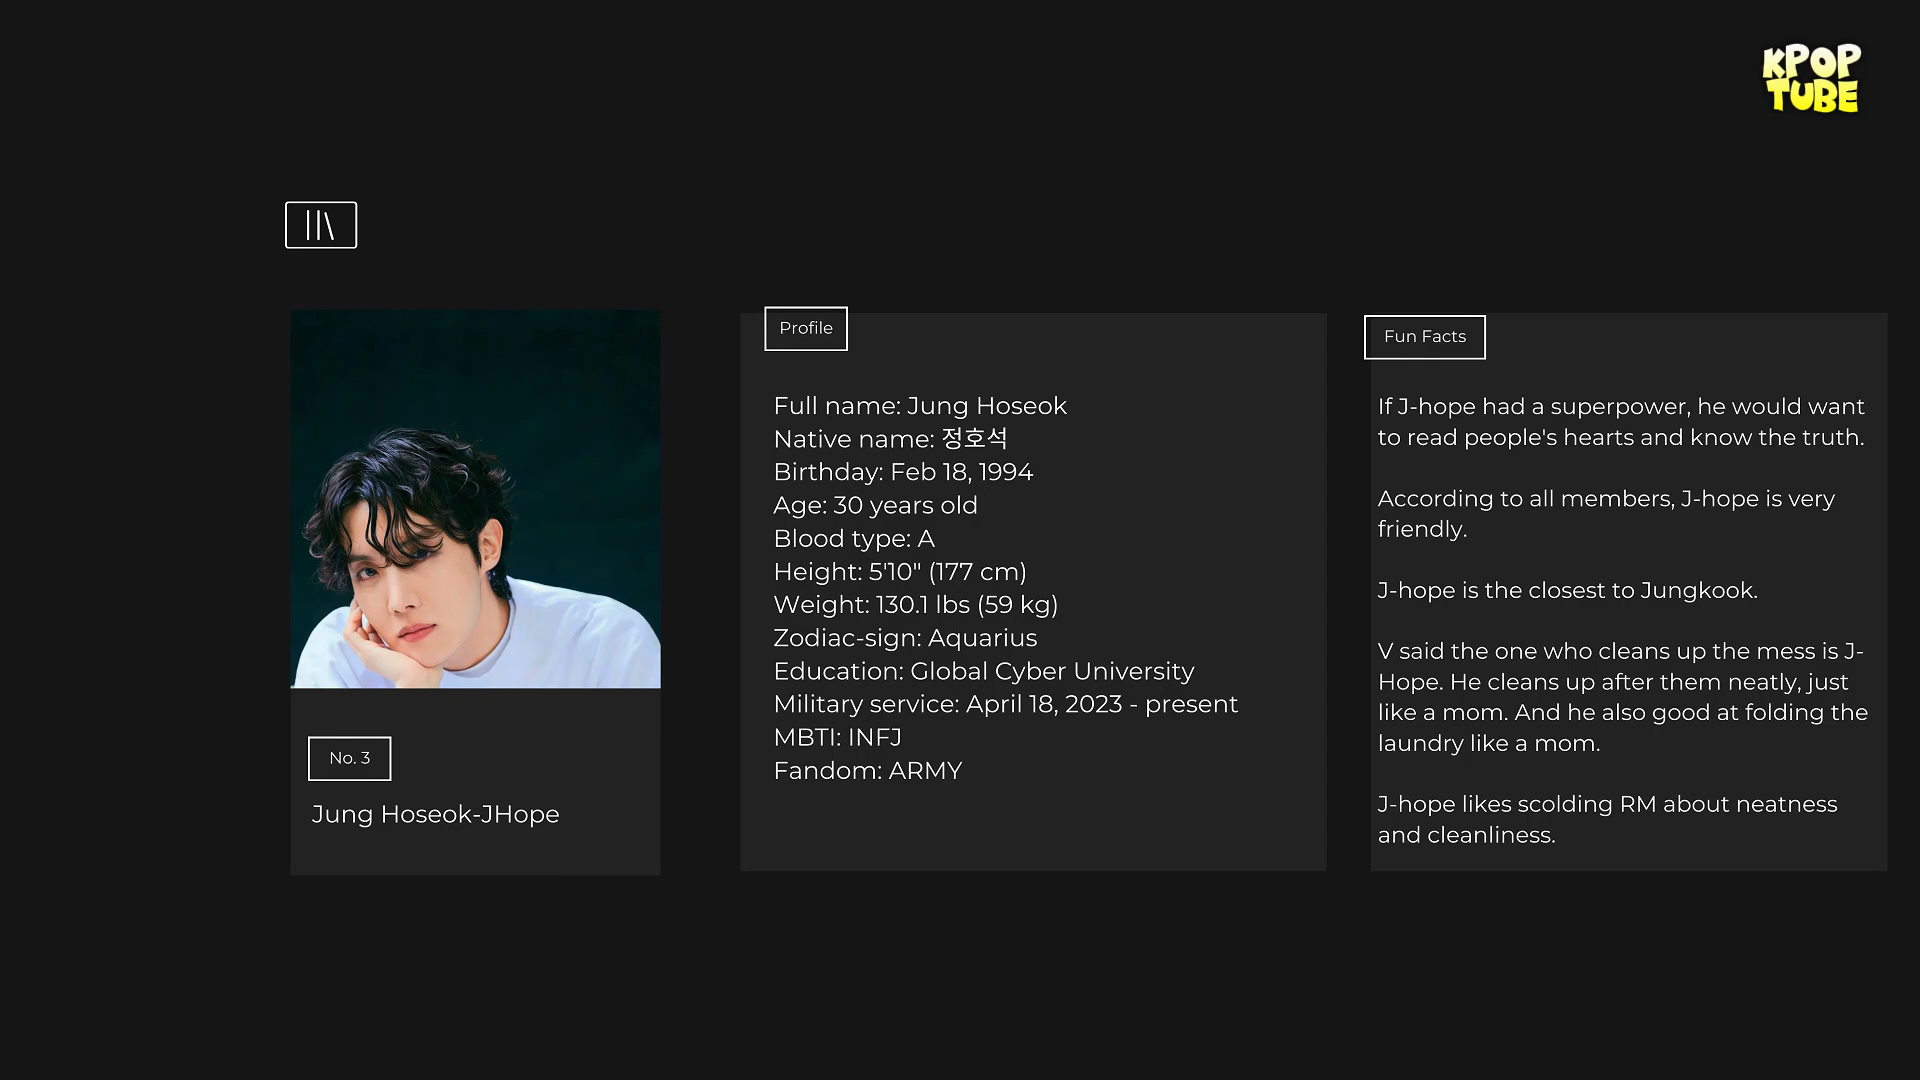 KPOP
TUBE
Profile
Fun Facts
Full name: Jung Hoseok
Native name: 정호석
Birthday: Feb 18, 1994
Age: 30 years old
Blood type: A
Height: 5'10" (177 cm)
Weight: 130.1 lbs (59 kg)
Zodiac-sign: Aquarius
Education: Global Cyber University
Military service: April 18, 2023 - present
MBTI: INFJ
Fandom: ARMY
If J-hope had a superpower, he would want
to read people's hearts and know the truth.
According to all members, J-hope is very
friendly.
J-hope is the closest to Jungkook.
V said the one who cleans up the mess is J-
Hope. He cleans up after them neatly, just
like a mom. And he also good at folding the
laundry like a mom.
J-hope likes scolding RM about neatness
and cleanliness.
No. 3
Jung Hoseok-JHope